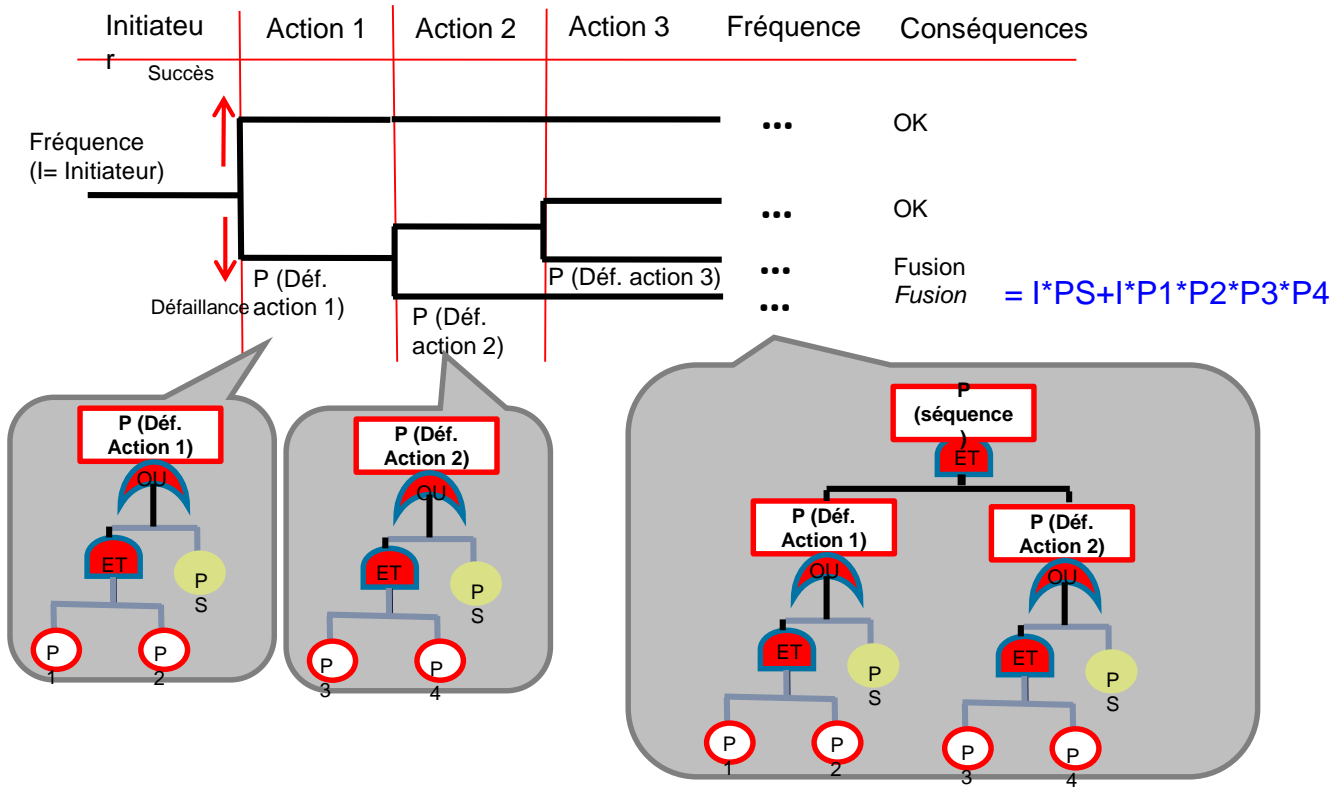 Initiateu
r
Action 1
Action 2
Action 3
Fréquence
Conséquences
Succès
Fréquence
(I= Initiateur)
...
OK
...
OK
P (Déf.
action 1)
Défaillance
P (Déf. action 3)
...
Fusion
...
Fusion
= I*PS+I*P1*P2*P3*P4
P (Déf.
action 2)
P (Déf.
Action 1)
OU
ET
P
S
P
1
P
2
P (Déf.
Action 2)
OU
ET
P
S
P
3
P
4
P
(séquence
)
ET
P (Déf.
Action 1)
OU
ET
P
S
P
1
P
2
P (Déf.
Action 2)
OU
ET
P
S
P
3
P
4